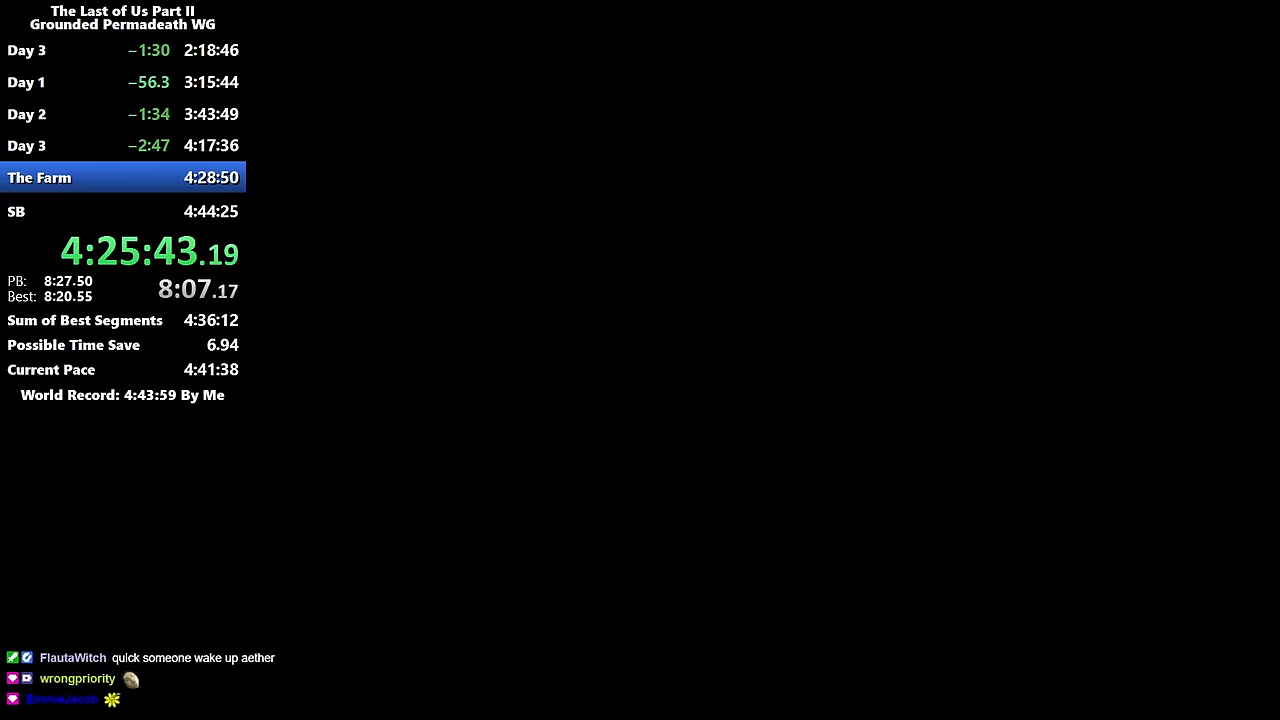 The Last of Us Part II
Grounded Permadeath WG
Day 3 −1:30 2:18:46
Day 1 −56.3 3:15:44
Day 2 −1:34 3:43:49
Day 3 −2:47 4:17:36
The Farm 4:28:50
SB 4:44:25
4:25:43.19
PB: 8:27.50
Best: 8:20.55
8:07.17
Sum of Best Segments 4:36:12
Possible Time Save 6.94
Current Pace 4:41:38
World Record: 4:43:59 By Me
FlautaWitch quick someone wake up aether
wrongpriority